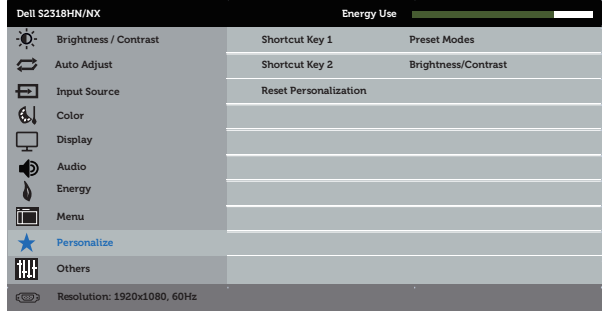 Dell S2318HN/NX Energy Use
Brightness / Contrast Shortcut Key 1 Preset Modes
Auto Adjust Shortcut Key 2 Brightness/Contrast
Input Source Reset Personalization
Color
Display
Audio
Energy
Menu
Personalize
Others
Resolution: 1920x1080, 60Hz